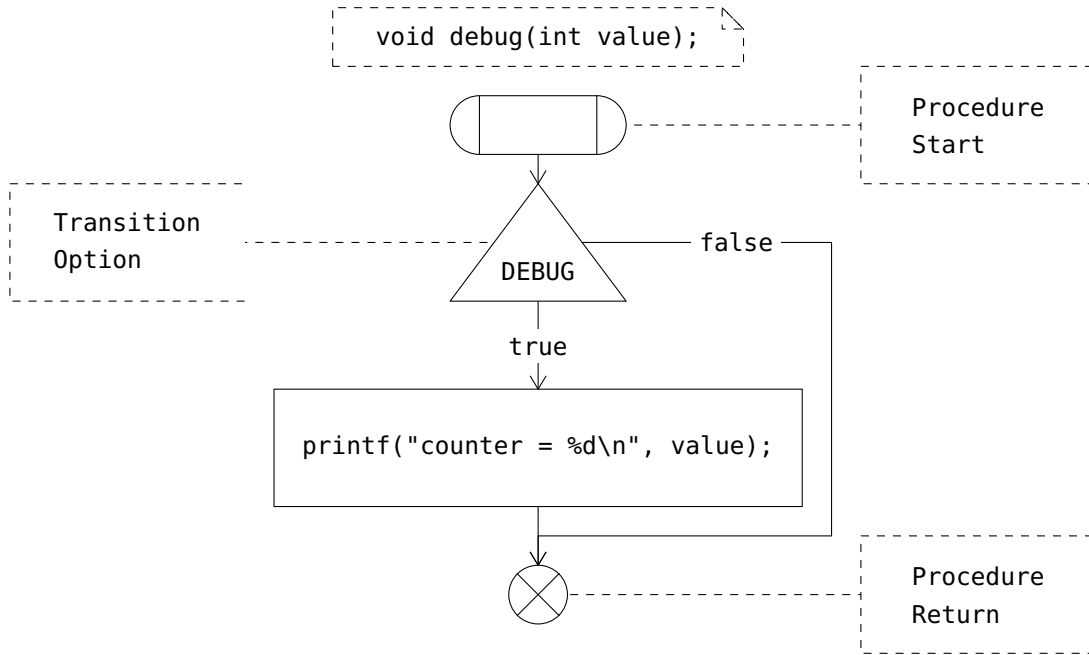 void debug(int value);
Procedure
Start
Transition
Option
false
DEBUG
true
printf("counter = %d\n", value);
Procedure
Return